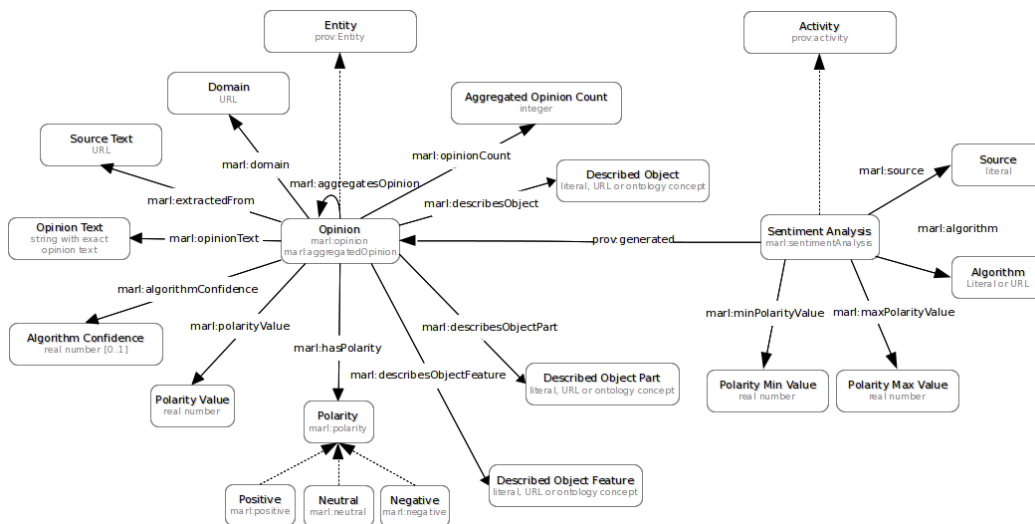 Entity
prov:Entity
Activity
prov:activity
Domain
URL
Aggregated Opinion Count
integer
Source Text
URL
marl:domain
marl:opinionCount
marl:aggregatesOpinion
Described Object
literal, URL or ontology concept
marl:source
Source
literal
marl:extractedFrom
marl:describesObject
Opinion Text
string with exact
opinion text
marl:opinionText
Opinion
marl:opinion
marl:aggregatedOpinion
prov:generated
Sentiment Analysis
marl:sentimentAnalysis
marl:algorithm
Algorithm
Literal or URL
marl:algorithmConfidence
marl:polarityValue
marl:describesObjectPart
marl:minPolarityValue
marl:maxPolarityValue
Algorithm Confidence
real number [0..1]
marl:hasPolarity
marl:describesObjectFeature
Described Object Part
literal, URL or ontology concept
Polarity Min Value
real number
Polarity Max Value
real number
Polarity Value
real number
Polarity
marl:polarity
Described Object Feature
literal, URL or ontology concept
Positive
marl:positive
Neutral
marl:neutral
Negative
marl:negative